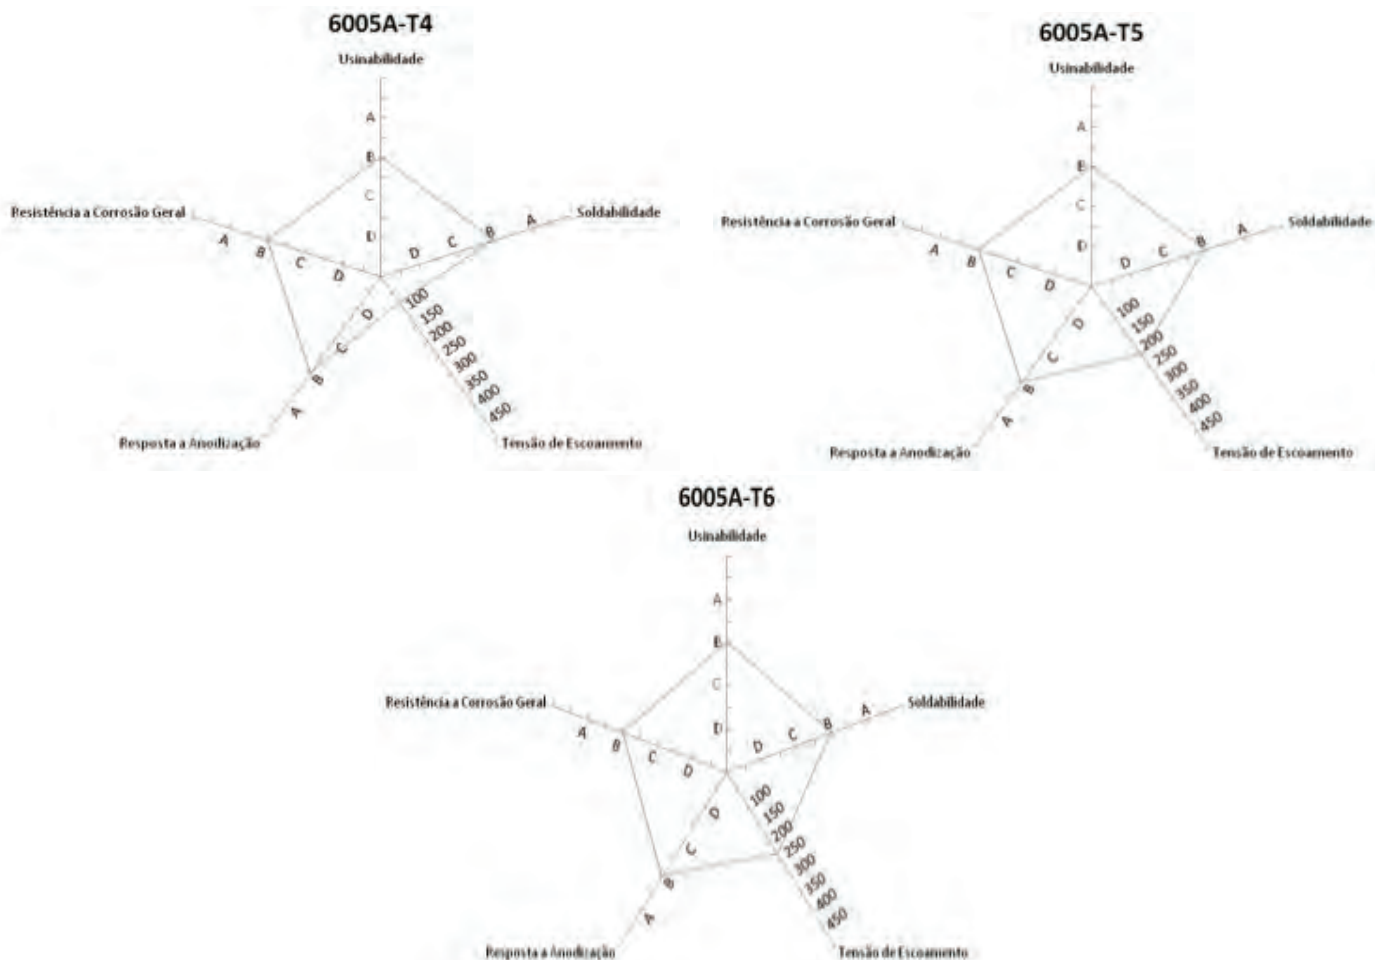 6005A-T4
Usinabilidade
A
B
C
D
Resistência a Corrosão Geral
A B C D
Soldabilidade
D C B A
100
150
200
250
300
350
400
450
D
C
B
A
Resposta a Anodização
Tensão de Escoamento
6005A-T5
Usinabilidade
A
B
C
D
Resistência a Corrosão Geral
A B C D
Soldabilidade
D C B A
100
150
200
250
300
350
400
450
D
C
B
A
Resposta a Anodização
Tensão de Escoamento
6005A-T6
Usinabilidade
A
B
C
D
Resistência a Corrosão Geral
A B C D
Soldabilidade
D C B A
100
150
200
250
300
350
400
450
D
C
B
A
Resposta a Anodização
Tensão de Escoamento